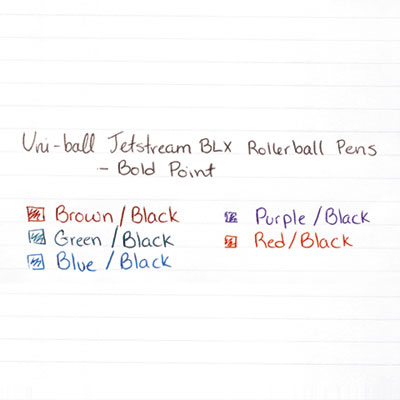 Uni-ball Jetstream BLX Rollerball Pens
- Bold Point
Brown/Black
Green/Black
Blue/Black
Purple/Black
Red/Black